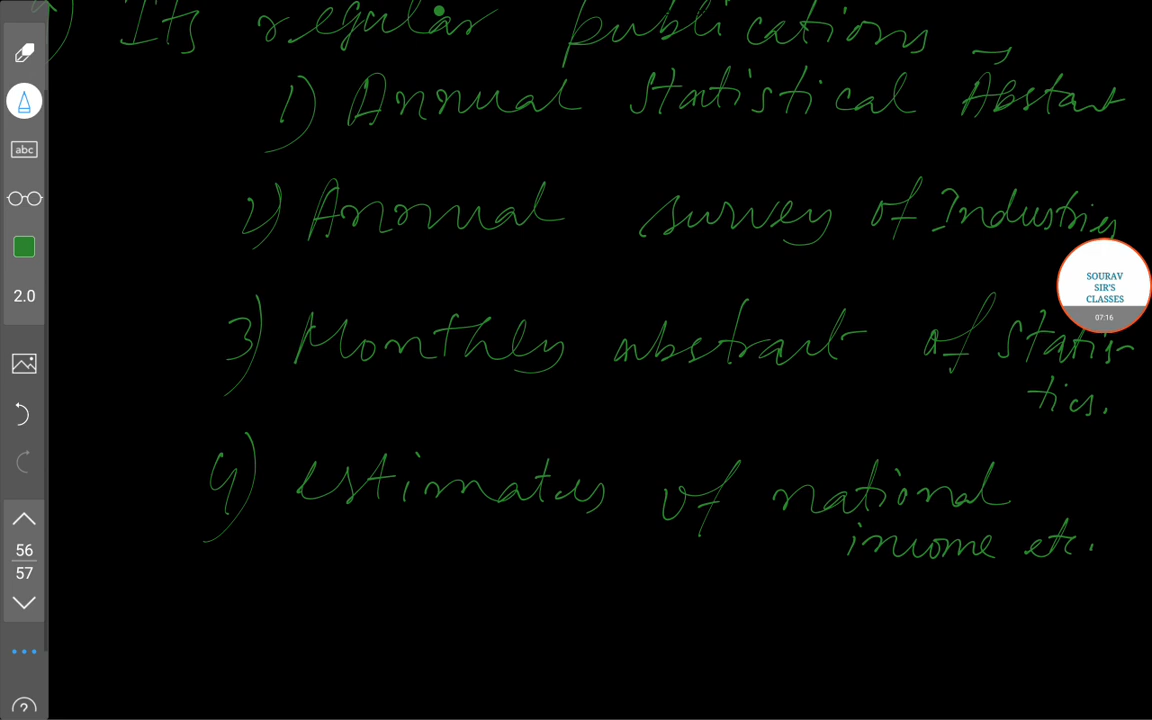 Its regular publications
1) Annual Statistical Abstart
2) Annual survey of Industries
3) Monthly abstract of Statis-
tics.
4) estimates of national
income etc.
abc
2.0
56
57
SOURAV
SIR'S
CLASSES
07:16